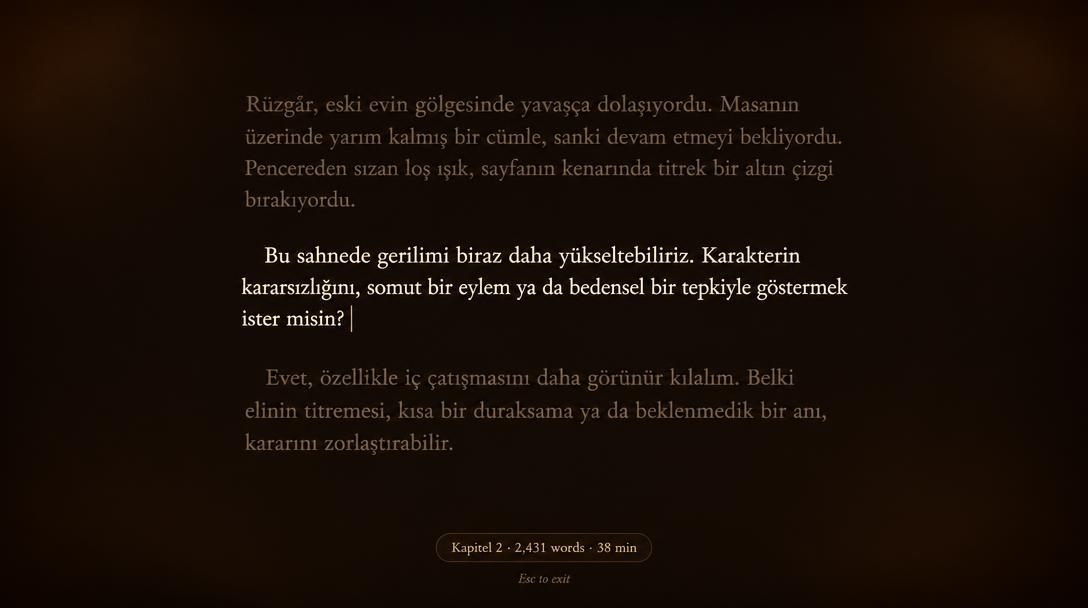 Rüzgâr, eski evin gölgesinde yavaşça dolaşıyordu. Masanın
üzerinde yarım kalmış bir cümle, sanki devam etmeyi bekliyordu.
Pencereden sızan loş ışık, sayfanın kenarında titrek bir altın çizgi
bırakıyordu.
Bu sahnede gerilimi biraz daha yükseltebiliriz. Karakterin
kararsızlığını, somut bir eylem ya da bedensel bir tepkiyle göstermek
ister misin?
Evet, özellikle iç çatışmasını daha görünür kılalım. Belki
elinin titremesi, kısa bir duraksama ya da beklenmedik bir anı,
kararını zorlaştırabilir.
Kapitel 2 · 2,431 words · 38 min
Esc to exit